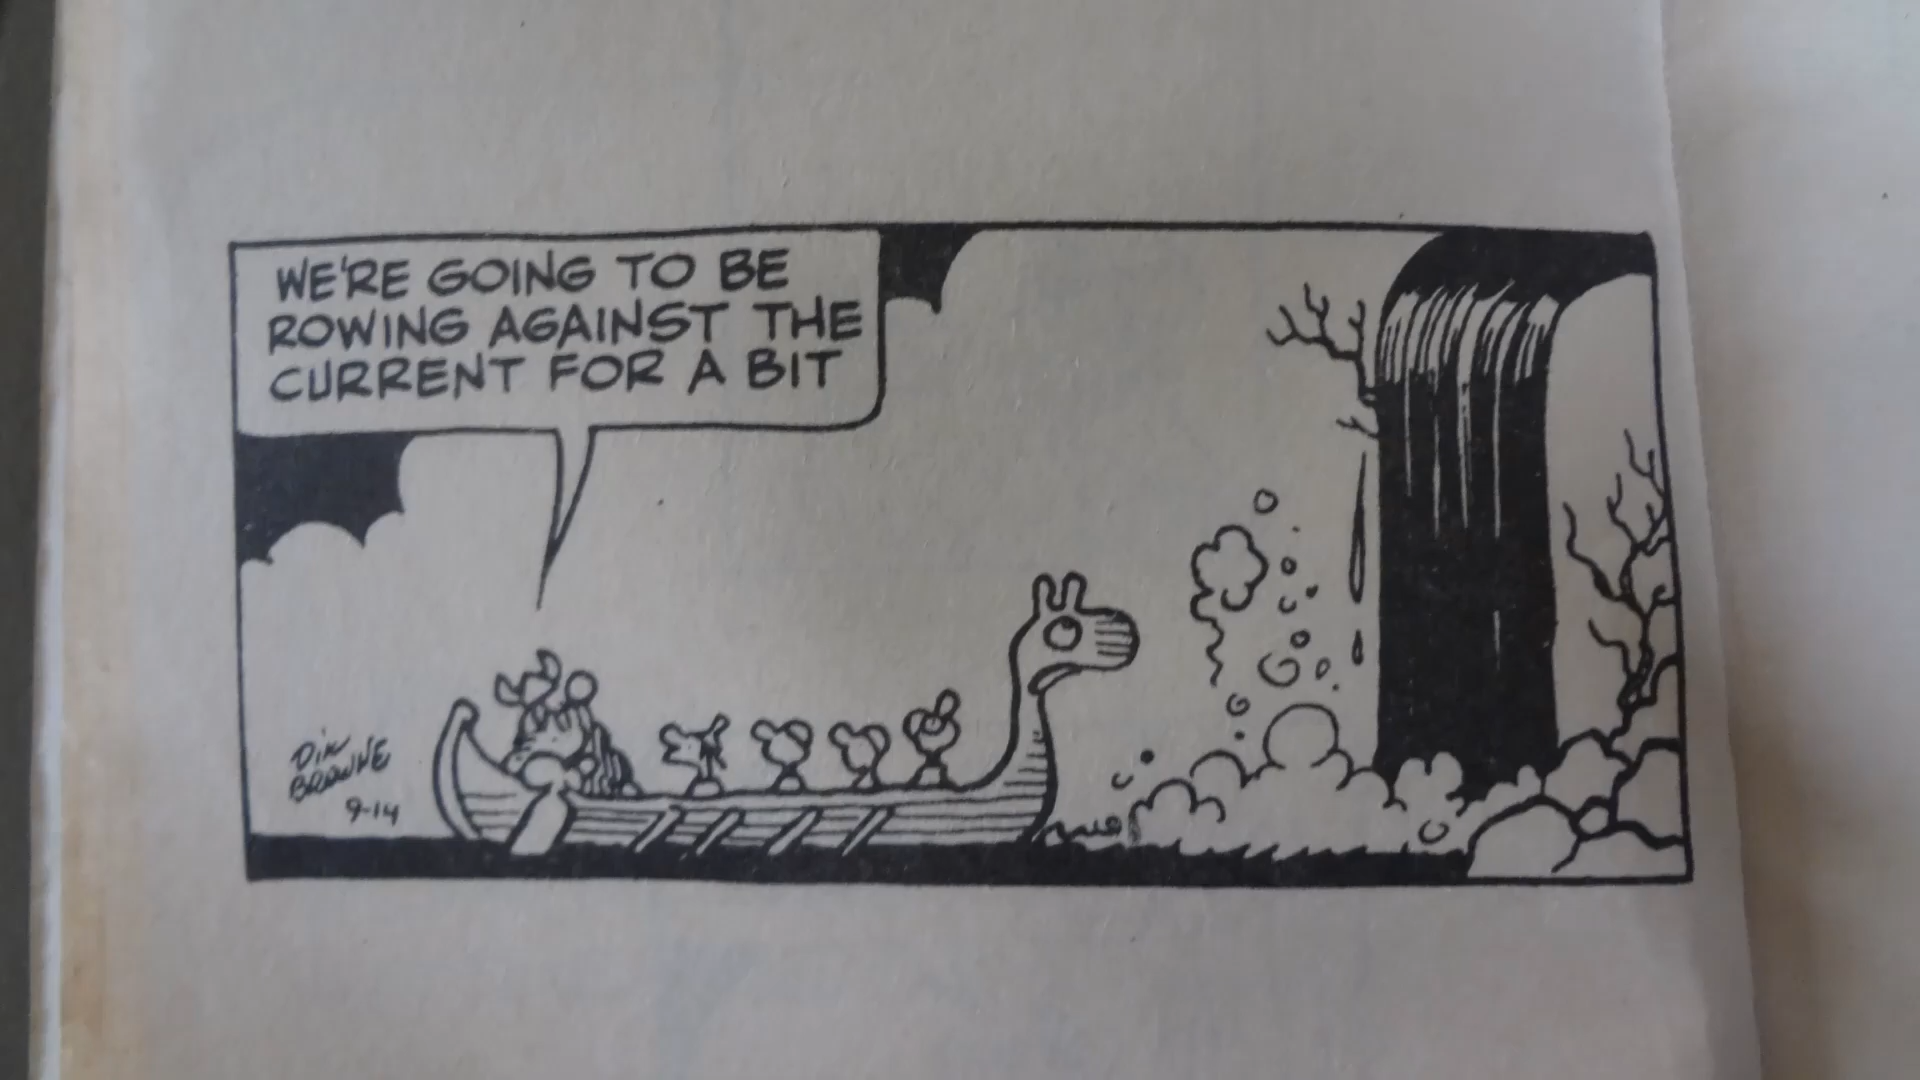 WE'RE GOING TO BE
ROWING AGAINST THE
CURRENT FOR A BIT
DIK
BROWNE
9-14